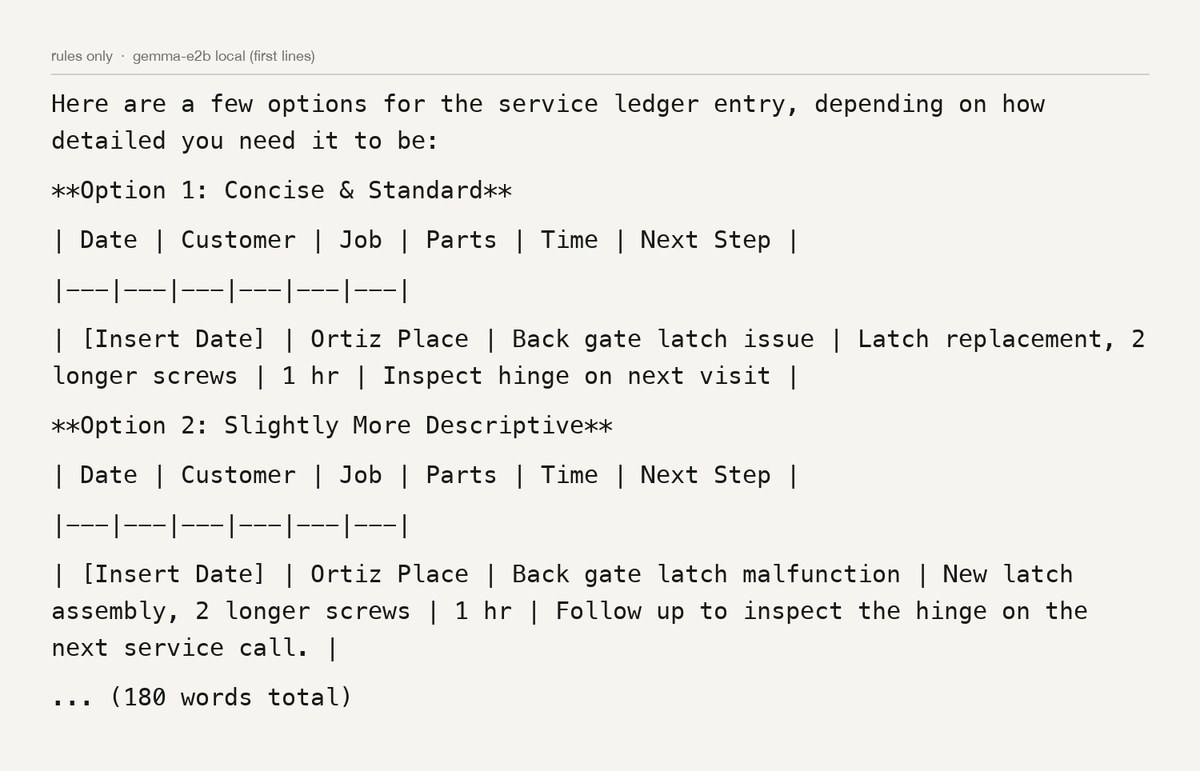 rules only · gemma-e2b local (first lines)
Here are a few options for the service ledger entry, depending on how
detailed you need it to be:
**Option 1: Concise & Standard**
| Date | Customer | Job | Parts | Time | Next Step |
|---|---|---|---|---|---|
| [Insert Date] | Ortiz Place | Back gate latch issue | Latch replacement, 2
longer screws | 1 hr | Inspect hinge on next visit |
**Option 2: Slightly More Descriptive**
| Date | Customer | Job | Parts | Time | Next Step |
|---|---|---|---|---|---|
| [Insert Date] | Ortiz Place | Back gate latch malfunction | New latch
assembly, 2 longer screws | 1 hr | Follow up to inspect the hinge on the
next service call. |
... (180 words total)